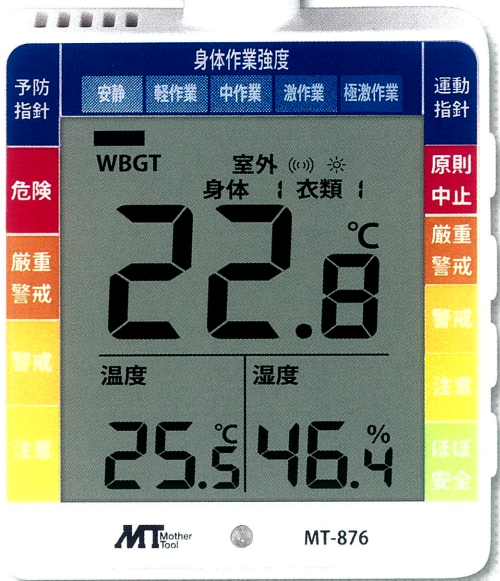 身体作業強度
予防
指針
安静
軽作業
中作業
激作業
極激作業
運動
指針
WBGT
室外
身体 1 衣類 1
22.8 ℃
温度
25.5 ℃
湿度
46.4 %
危険
厳重
警戒
警戒
注意
原則
中止
厳重
警戒
警戒
注意
ほぼ
安全
MT Mother
Tool
MT-876